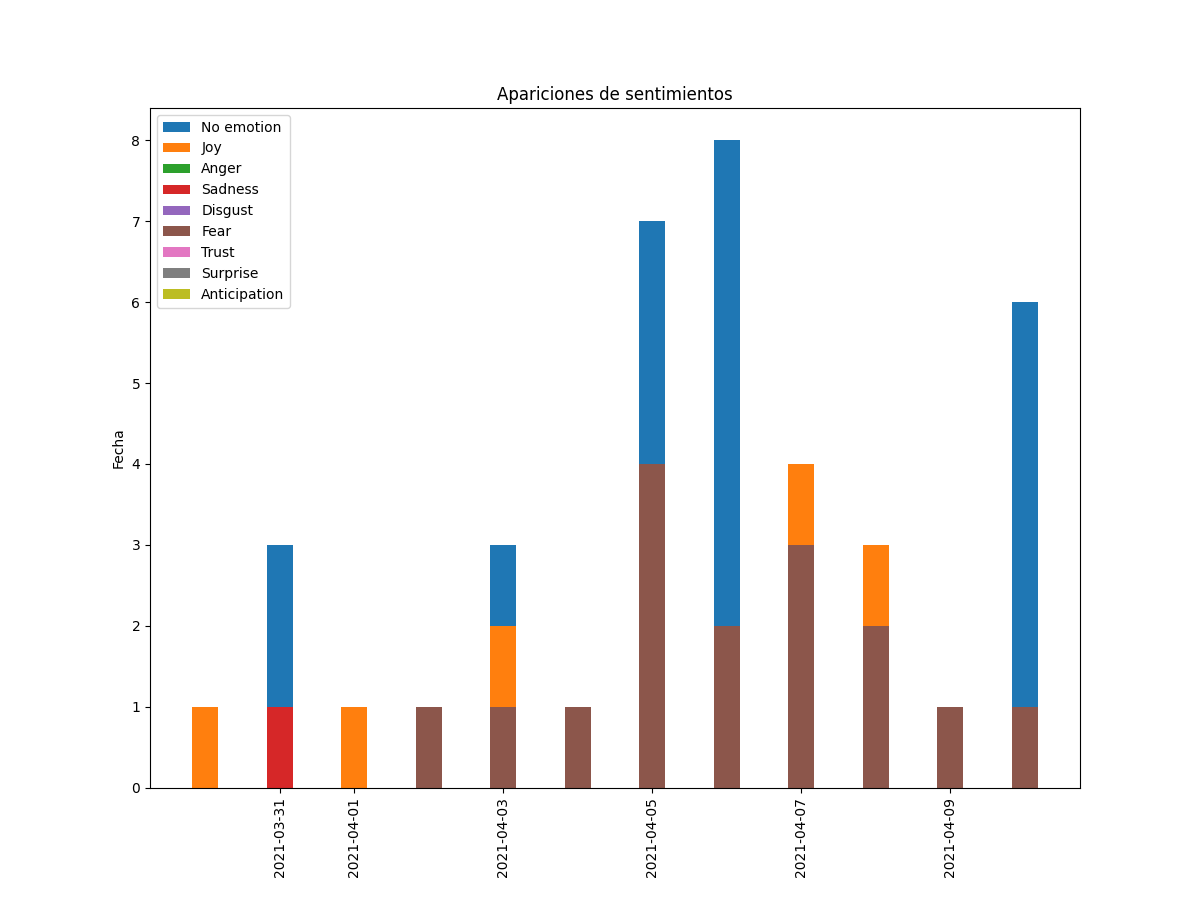 Apariciones de sentimientos
No emotion
Joy
Anger
Sadness
Disgust
Fear
Trust
Surprise
Anticipation
Fecha
8
7
6
5
4
3
2
1
0
2021-03-31
2021-04-01
2021-04-03
2021-04-05
2021-04-07
2021-04-09